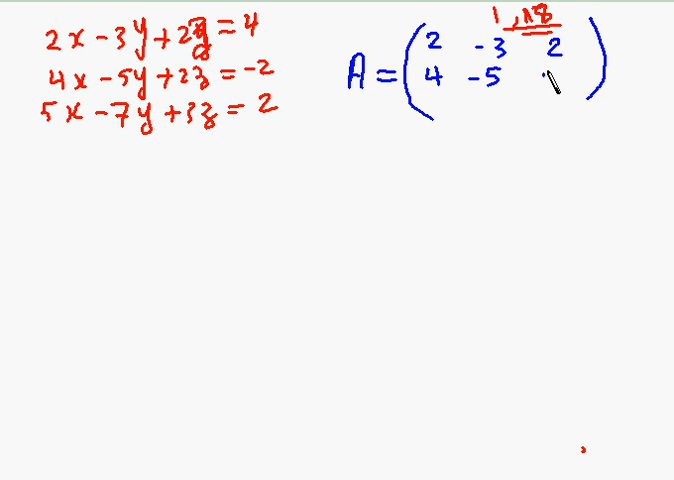 2x - 3y + 2z = 4
4x - 5y + 2z = -2
5x - 7y + 3z = 2
A = ( 2 -3 2
4 -5 )